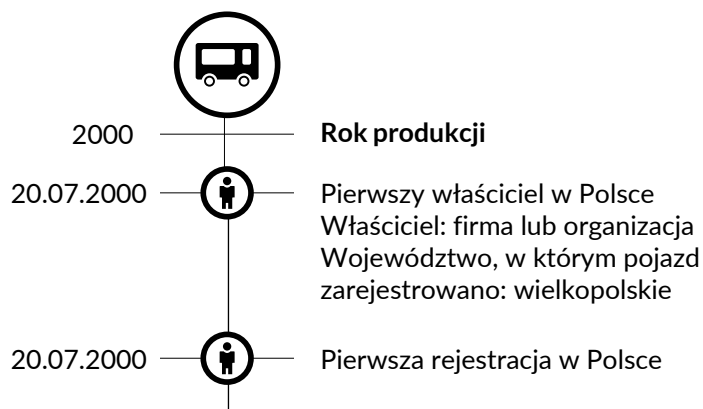 2000 Rok produkcji
20.07.2000 Pierwszy właściciel w Polsce
Właściciel: firma lub organizacja
Województwo, w którym pojazd
zarejestrowano: wielkopolskie
20.07.2000 Pierwsza rejestracja w Polsce